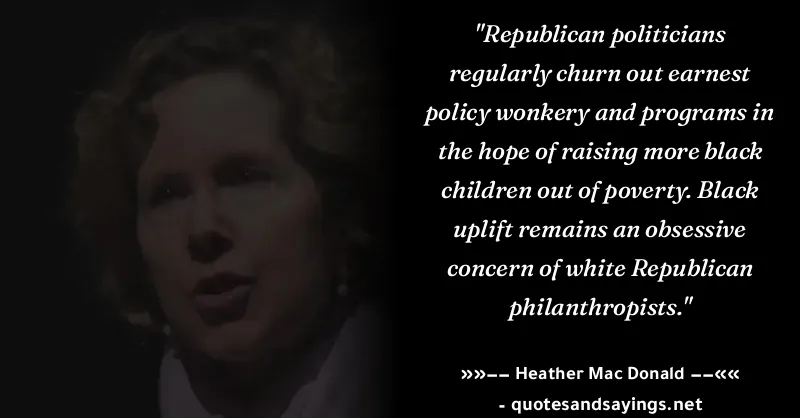 "Republican politicians
regularly churn out earnest
policy wonkery and programs in
the hope of raising more black
children out of poverty. Black
uplift remains an obsessive
concern of white Republican
philanthropists."
»»–– Heather Mac Donald ––««
- quotesandsayings.net